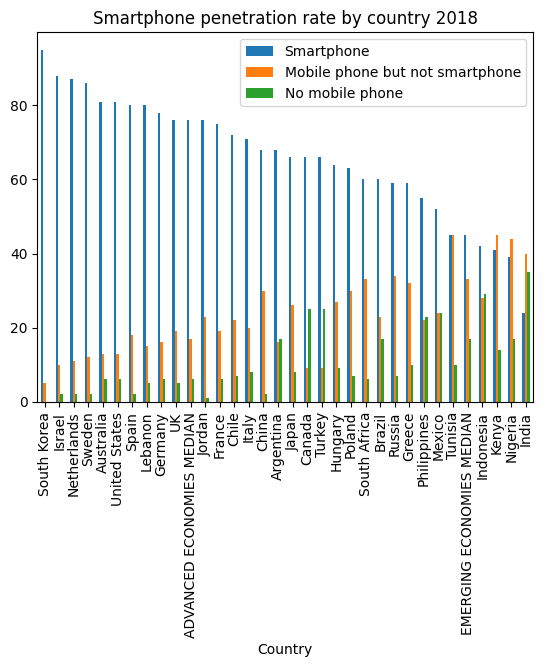 Smartphone penetration rate by country 2018
Smartphone
Mobile phone but not smartphone
No mobile phone
80
60
40
20
0
South Korea
Israel
Netherlands
Sweden
Australia
United States
Spain
Lebanon
Germany
UK
ADVANCED ECONOMIES MEDIAN
Jordan
France
Chile
Italy
China
Argentina
Japan
Canada
Turkey
Hungary
Poland
South Africa
Brazil
Russia
Greece
Philippines
Mexico
Tunisia
EMERGING ECONOMIES MEDIAN
Indonesia
Kenya
Nigeria
India
Country